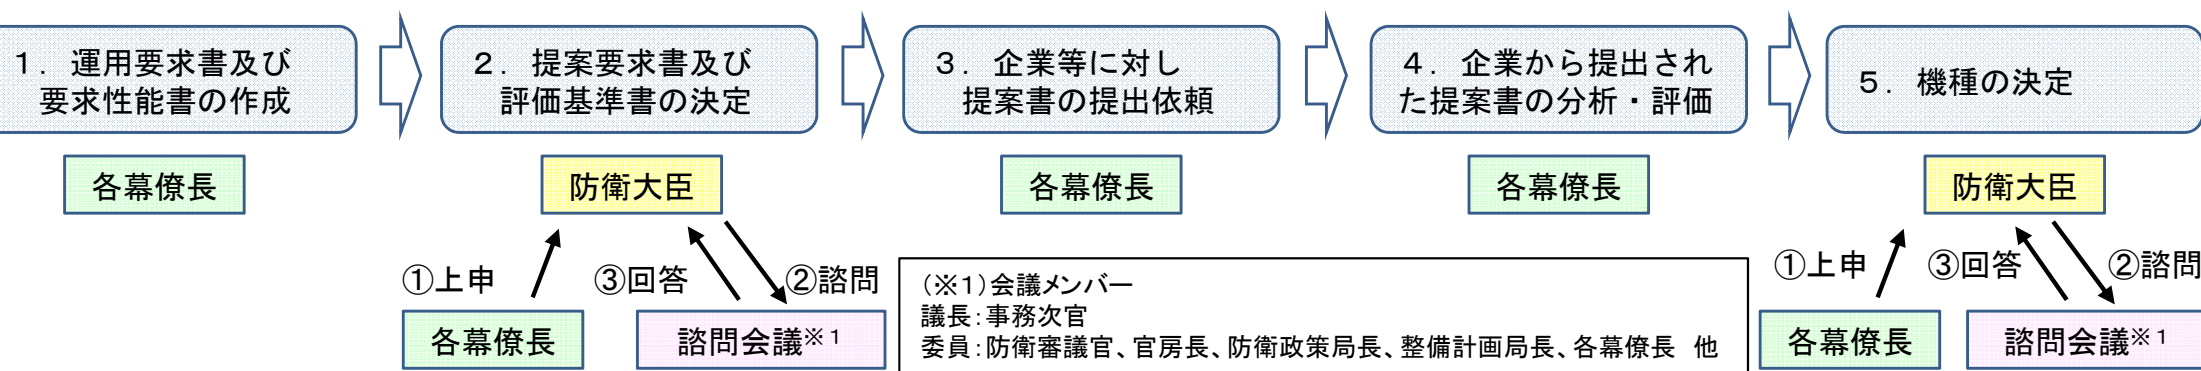 １．運用要求書及び
要求性能書の作成
２．提案要求書及び
評価基準書の決定
３．企業等に対し
提案書の提出依頼
４．企業から提出され
た提案書の分析・評価
５．機種の決定
各幕僚長
防衛大臣
各幕僚長
各幕僚長
防衛大臣
①上申
③回答
②諮問
各幕僚長
諮問会議※１
（※１）会議メンバー
議長：事務次官
委員：防衛審議官、官房長、防衛政策局長、整備計画局長、各幕僚長 他
①上申
③回答
②諮問
各幕僚長
諮問会議※１